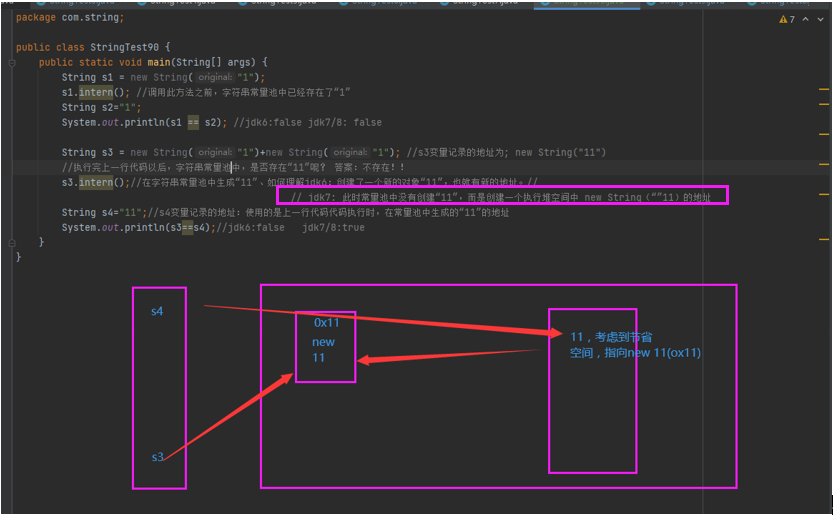 package com.string;
7
public class StringTest90 {
public static void main(String[] args) {
String s1 = new String( original: "1");
s1.intern(); //调用此方法之前，字符串常量池中已经存在了“1”
String s2="1";
System.out.println(s1 == s2); //jdk6:false jdk7/8: false
String s3 = new String( original: "1")+new String( original: "1"); //s3变量记录的地址为; new String("11")
//执行完上一行代码以后，字符串常量池中，是否存在“11”呢？ 答案：不存在！！
s3.intern();//在字符串常量池中生成“11”、如何理解jdk6：创建了一个新的对象“11”，也就有新的地址。//
// jdk7: 此时常量池中没有创建“11”，而是创建一个执行堆空间中 new String（“”11）的地址
String s4="11";//s4变量记录的地址：使用的是上一行代码代码执行时，在常量池中生成的“11”的地址
System.out.println(s3==s4);//jdk6:false jdk7/8:true
}
}
s4
0x11
new
11
11，考虑到节省
空间，指向new 11(ox11)
s3